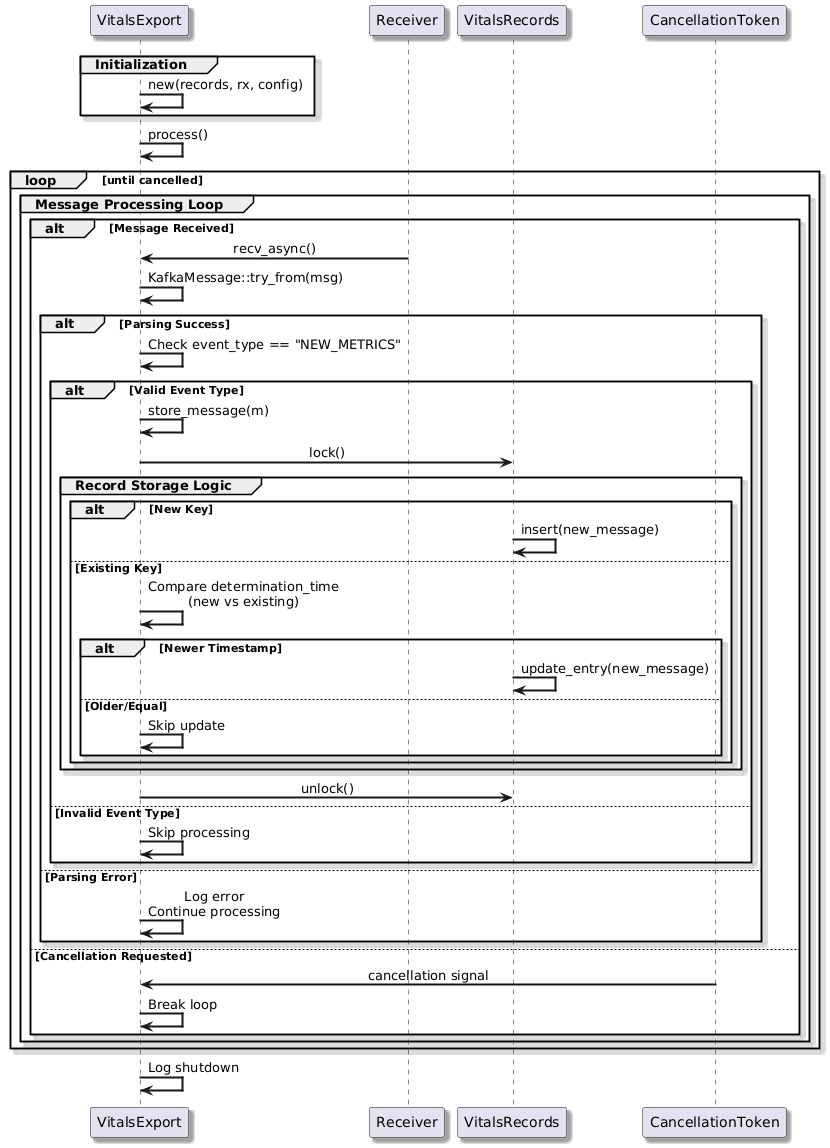 VitalsExport Receiver VitalsRecords CancellationToken
Initialization
new(records, rx, config)
process()
loop [until cancelled]
Message Processing Loop
alt [Message Received]
recv_async()
KafkaMessage::try_from(msg)
alt [Parsing Success]
Check event_type == "NEW_METRICS"
alt [Valid Event Type]
store_message(m)
lock()
Record Storage Logic
alt [New Key]
insert(new_message)
[Existing Key]
Compare determination_time
(new vs existing)
alt [Newer Timestamp]
update_entry(new_message)
[Older/Equal]
Skip update
unlock()
[Invalid Event Type]
Skip processing
[Parsing Error]
Log error
Continue processing
[Cancellation Requested]
cancellation signal
Break loop
Log shutdown
VitalsExport Receiver VitalsRecords CancellationToken